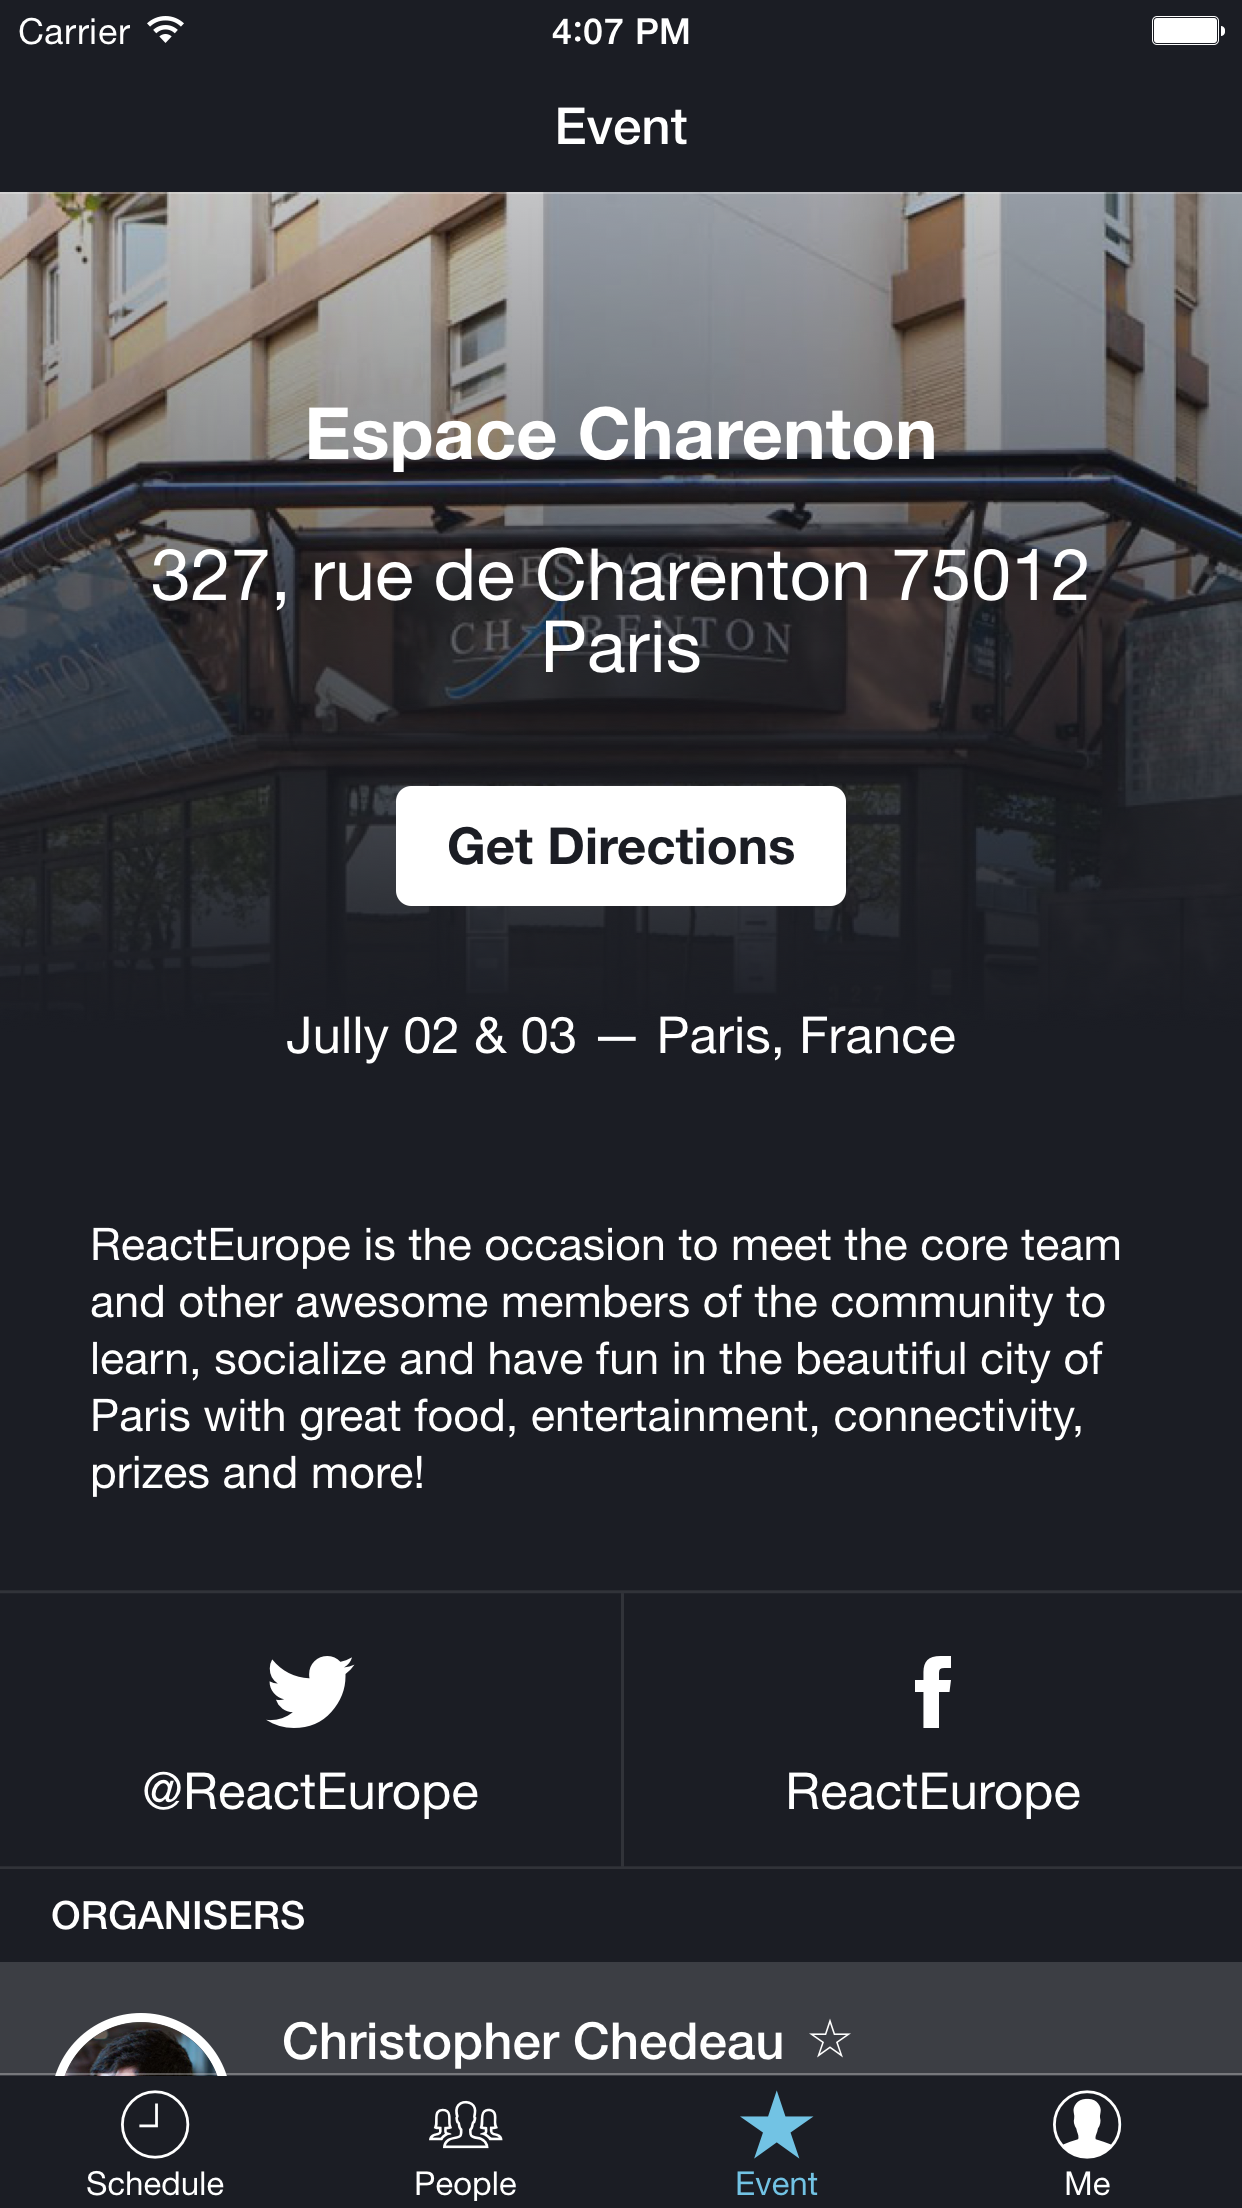 Carrier
4:07 PM
Event
Espace Charenton
327, rue de Charenton 75012
Paris
ESPACE
CHARENTON
Get Directions
Jully 02 & 03 — Paris, France
ReactEurope is the occasion to meet the core team
and other awesome members of the community to
learn, socialize and have fun in the beautiful city of
Paris with great food, entertainment, connectivity,
prizes and more!
@ReactEurope
ReactEurope
ORGANISERS
Christopher Chedeau
Schedule
People
Event
Me